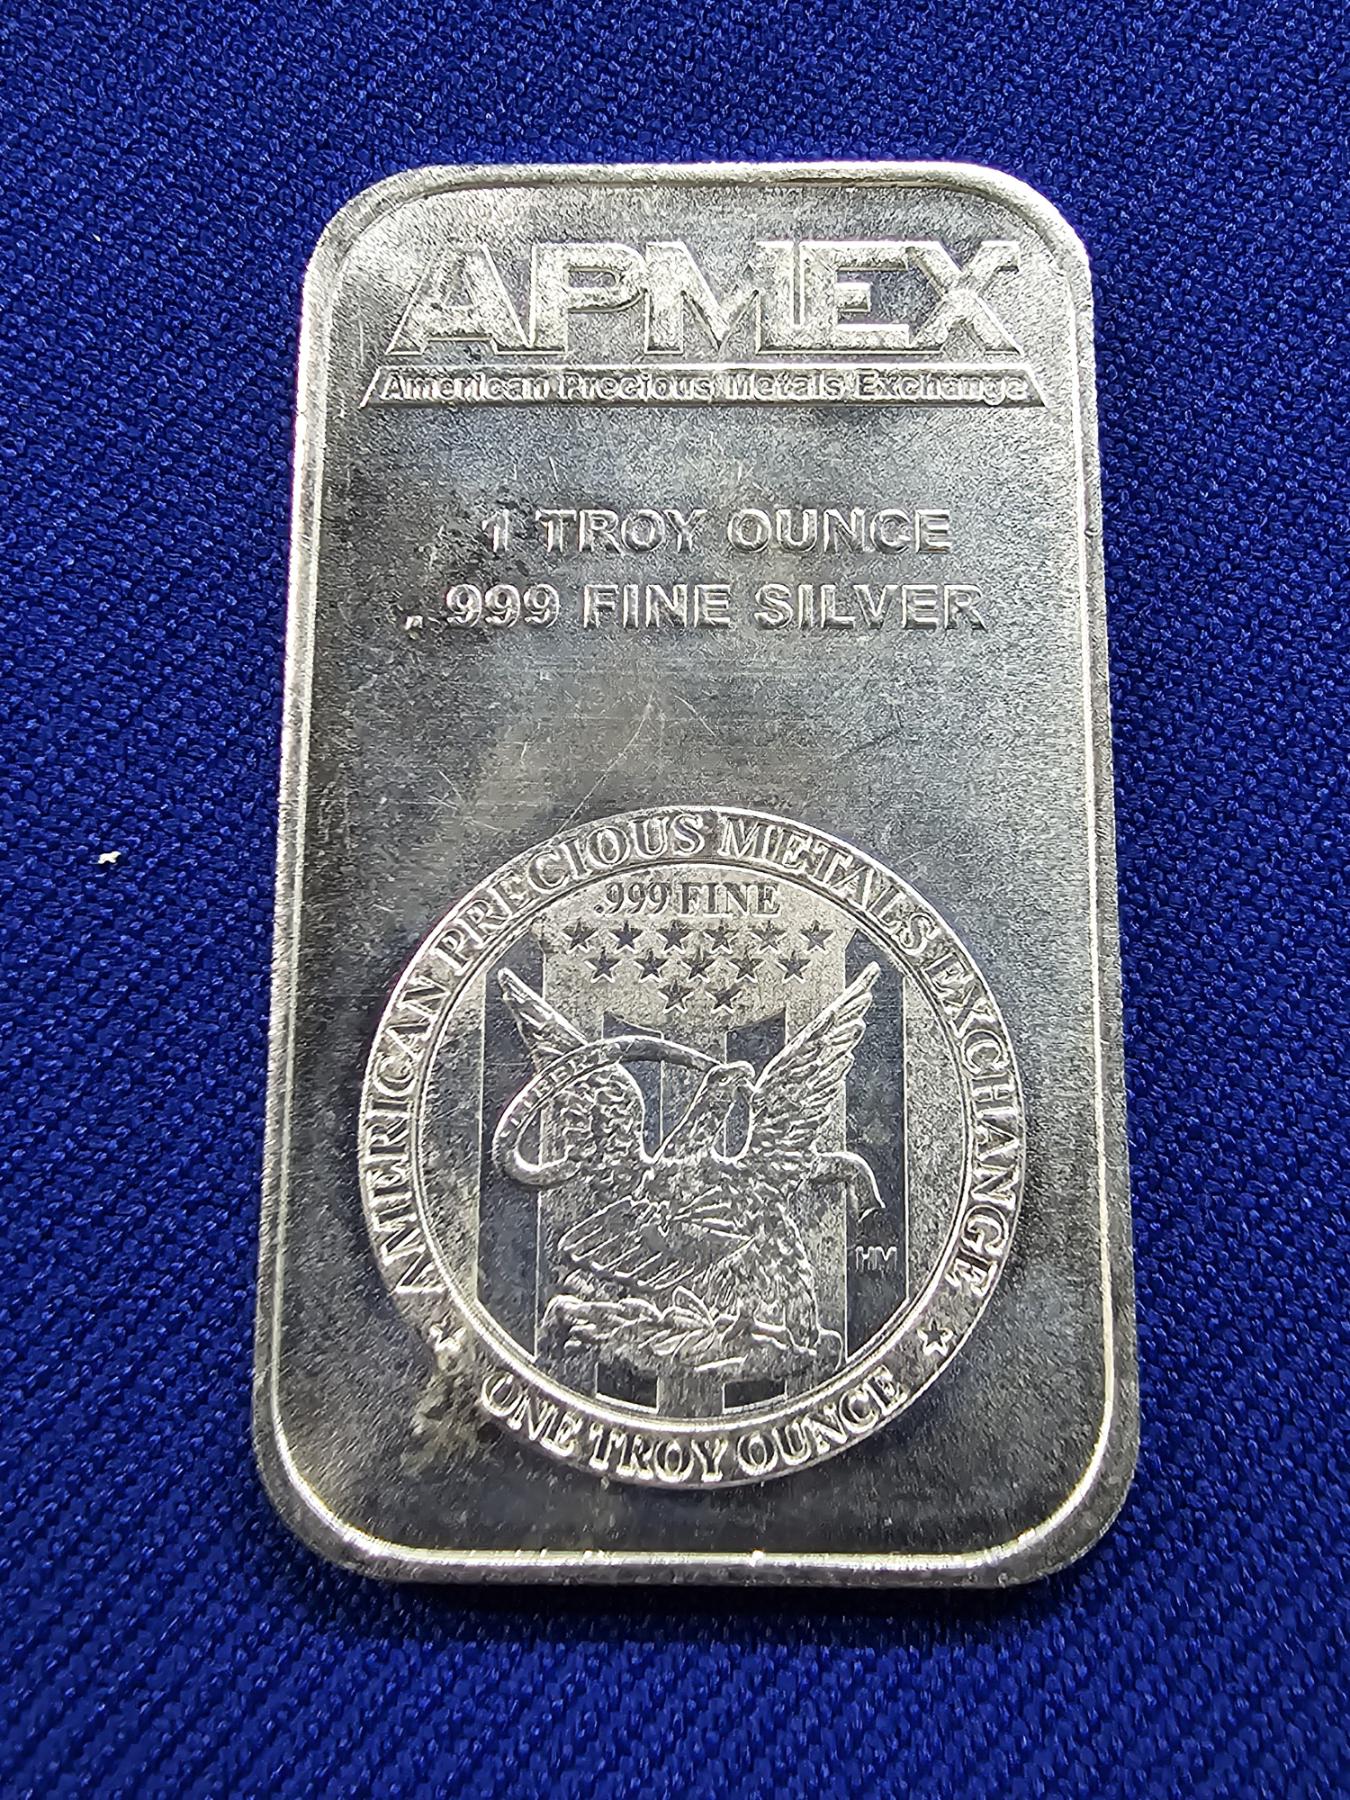 APMEX
American Precious Metals Exchange
1 TROY OUNCE
.999 FINE SILVER
AMERICAN PRECIOUS METALS EXCHANGE
.999 FINE
HM
ONE TROY OUNCE